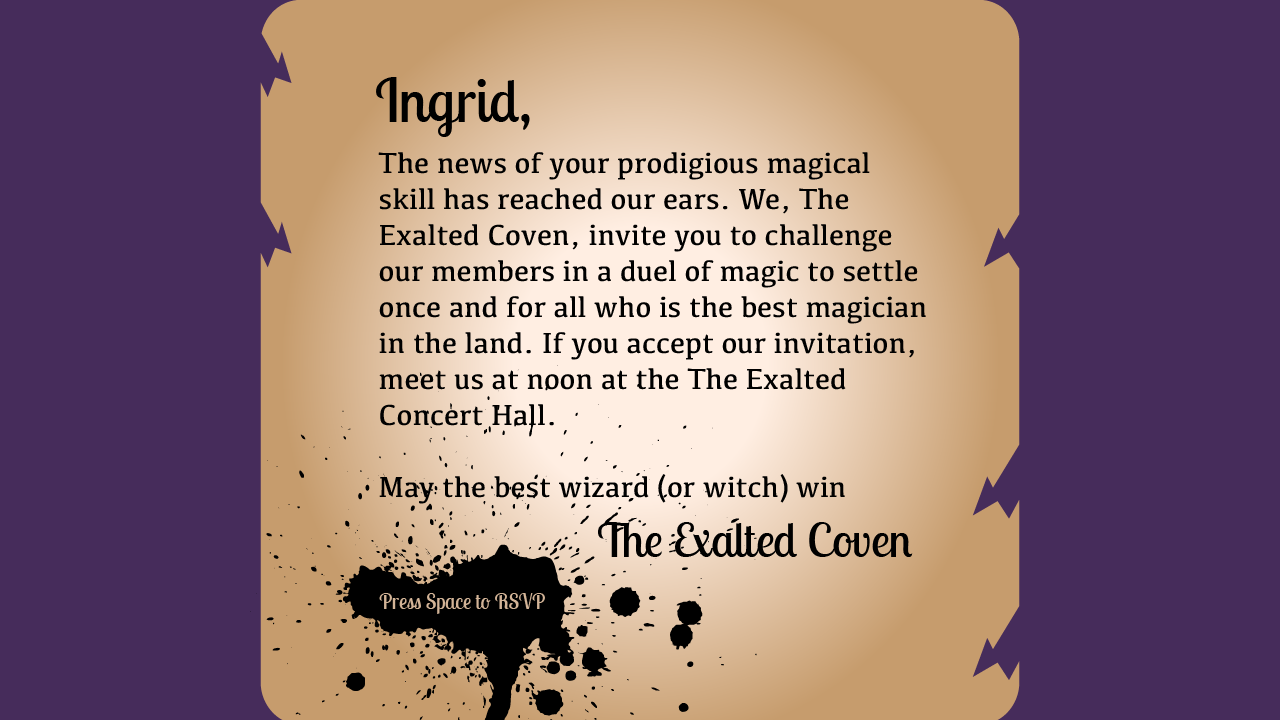 Ingrid,
The news of your prodigious magical
skill has reached our ears. We, The
Exalted Coven, invite you to challenge
our members in a duel of magic to settle
once and for all who is the best magician
in the land. If you accept our invitation,
meet us at noon at the The Exalted
Concert Hall.
May the best wizard (or witch) win
The Exalted Coven
Press Space to RSVP